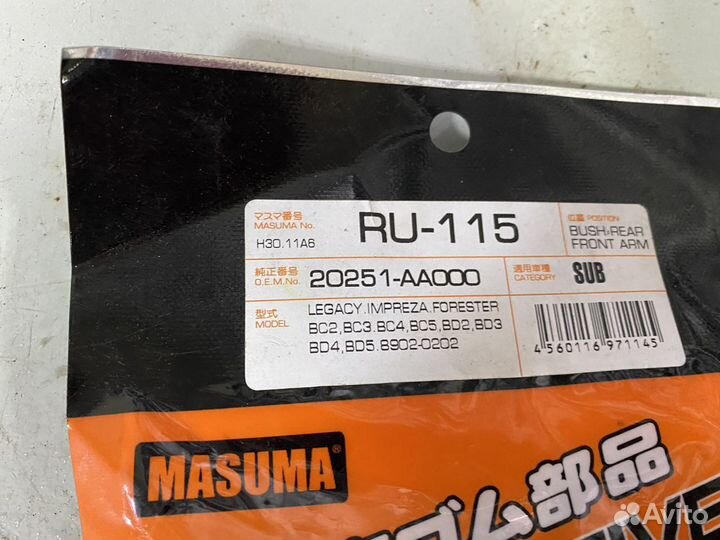 マスマ番号
MASUMA No.
H30.11A6
RU-115
位置 POSITION
BUSH>REAR
FRONT ARM
純正番号
O.E.M.No.
20251-AA000
適用車種
CATEGORY
SUB
型式
MODEL
LEGACY.IMPREZA.FORESTER
BC2,BC3.BC4,BC5,BD2,BD3
BD4,BD5.8902-0202
4560116971145
MASUMA®
ゴム部品
Avito